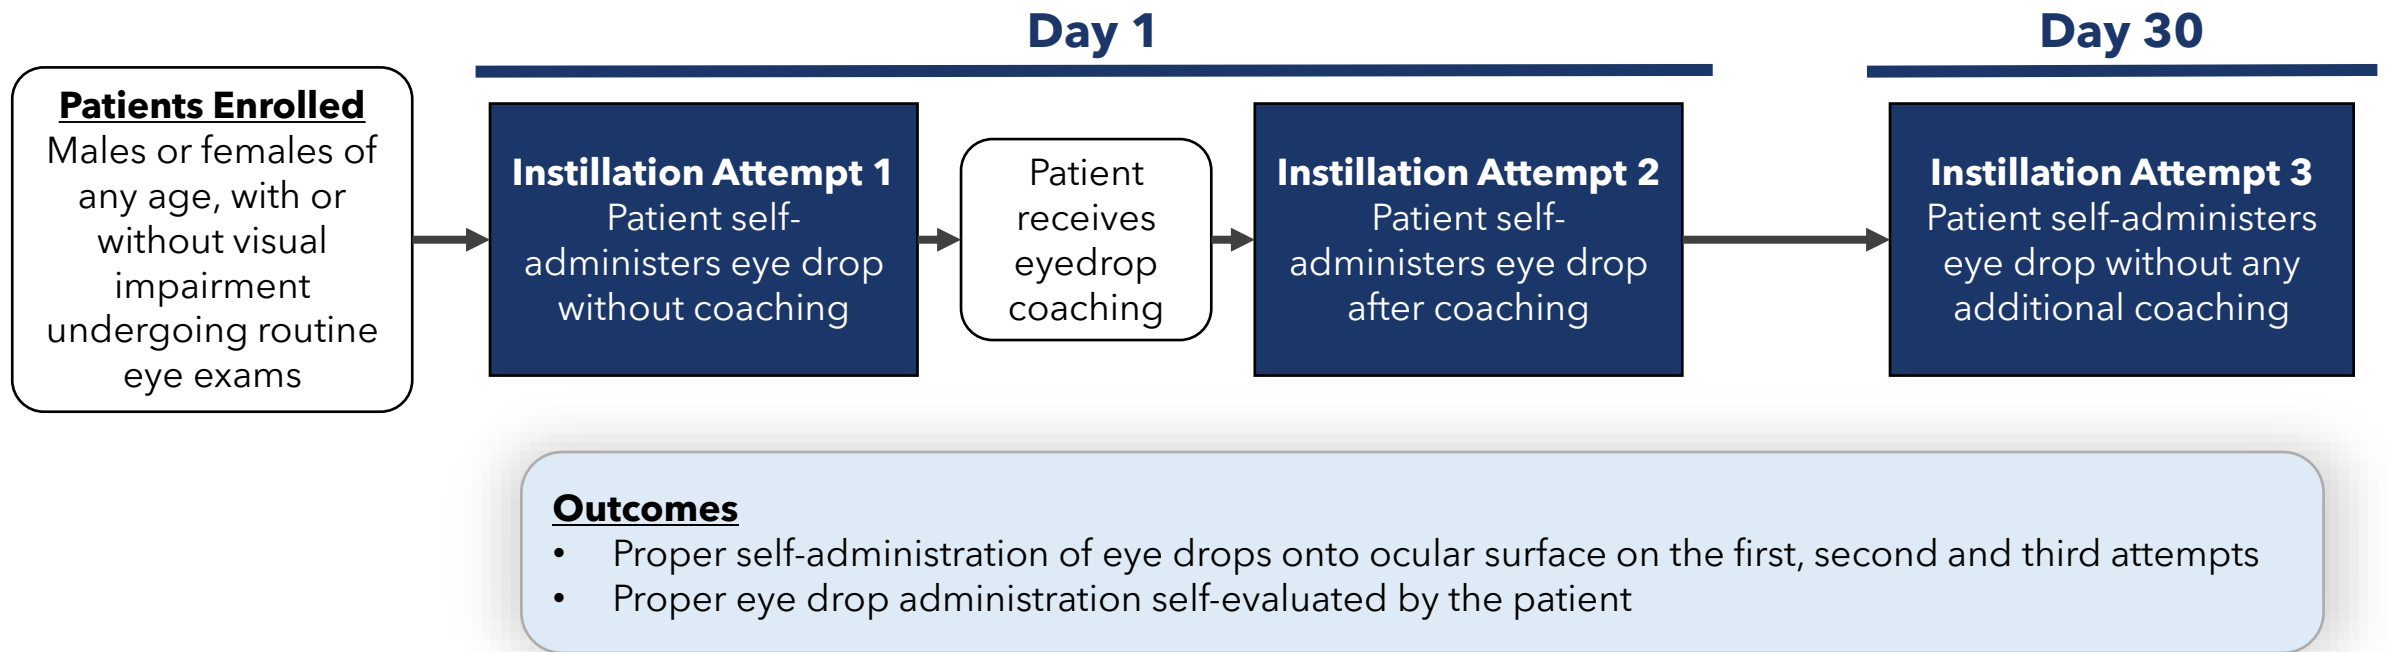 Day 1
Day 30
Patients Enrolled
Males or females of
any age, with or
without visual
impairment
undergoing routine
eye exams
Instillation Attempt 1
Patient self-
administers eye drop
without coaching
Patient
receives
eyedrop
coaching
Instillation Attempt 2
Patient self-
administers eye drop
after coaching
Instillation Attempt 3
Patient self-administers
eye drop without any
additional coaching
Outcomes
• Proper self-administration of eye drops onto ocular surface on the first, second and third attempts
• Proper eye drop administration self-evaluated by the patient